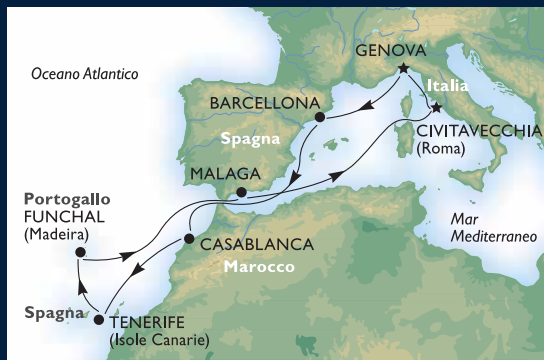 GENOVA
Oceano Atlantico
Italia
BARCELLONA
CIVITAVECCHIA
(Roma)
Spagna
MALAGA
Portogallo
FUNCHAL
(Madeira)
Mar
Mediterraneo
CASABLANCA
Marocco
Spagna
TENERIFE
(Isole Canarie)